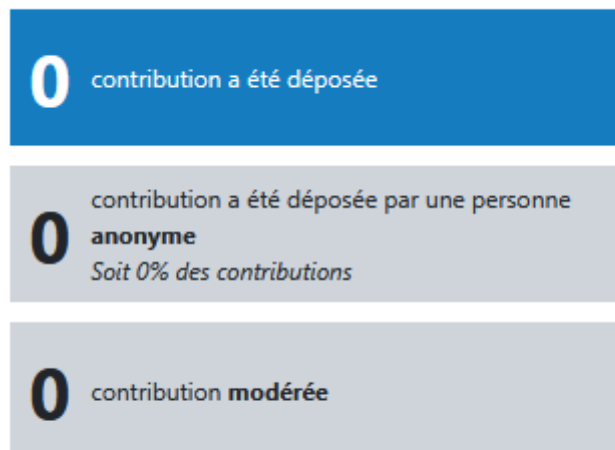 0 contribution a été déposée
contribution a été déposée par une personne
0 anonyme
Soit 0% des contributions
0 contribution modérée